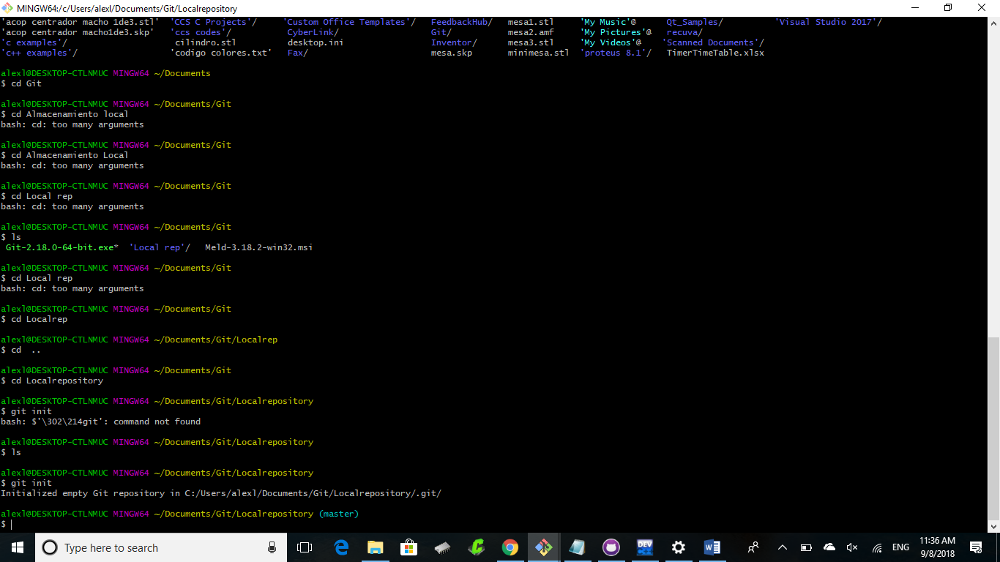 MINGW64:/c/Users/alexl/Documents/Git/Localrepository
'acop centrador macho 1de3.stl' 'CCS C Projects'/ 'Custom Office Templates'/ FeedbackHub/ mesa1.stl 'My Music'@ Qt_Samples/ 'Visual Studio 2017'/
'acop centrador macho1de3.skp' 'ccs codes'/ CyberLink/ Git/ mesa2.amf 'My Pictures'@ recuva/
'c examples'/ cilindro.stl desktop.ini Inventor/ mesa3.stl 'My Videos'@ 'Scanned Documents'/
'c++ examples'/ 'codigo colores.txt' Fax/ mesa.skp minimesa.stl 'proteus 8.1'/ TimerTimeTable.xlsx
alexl@DESKTOP-CTLNMUC MINGW64 ~/Documents
$ cd Git
alexl@DESKTOP-CTLNMUC MINGW64 ~/Documents/Git
$ cd Almacenamiento local
bash: cd: too many arguments
alexl@DESKTOP-CTLNMUC MINGW64 ~/Documents/Git
$ cd Almacenamiento Local
bash: cd: too many arguments
alexl@DESKTOP-CTLNMUC MINGW64 ~/Documents/Git
$ cd Local rep
bash: cd: too many arguments
alexl@DESKTOP-CTLNMUC MINGW64 ~/Documents/Git
$ ls
Git-2.18.0-64-bit.exe* 'Local rep'/ Meld-3.18.2-win32.msi
alexl@DESKTOP-CTLNMUC MINGW64 ~/Documents/Git
$ cd Local rep
bash: cd: too many arguments
alexl@DESKTOP-CTLNMUC MINGW64 ~/Documents/Git
$ cd Localrep
alexl@DESKTOP-CTLNMUC MINGW64 ~/Documents/Git/Localrep
$ cd  ..
alexl@DESKTOP-CTLNMUC MINGW64 ~/Documents/Git
$ cd Localrepository
alexl@DESKTOP-CTLNMUC MINGW64 ~/Documents/Git/Localrepository
$ git init
bash: $'\302\214git': command not found
alexl@DESKTOP-CTLNMUC MINGW64 ~/Documents/Git/Localrepository
$ ls
alexl@DESKTOP-CTLNMUC MINGW64 ~/Documents/Git/Localrepository
$ git init
Initialized empty Git repository in C:/Users/alexl/Documents/Git/Localrepository/.git/
alexl@DESKTOP-CTLNMUC MINGW64 ~/Documents/Git/Localrepository (master)
$
Type here to search
DEV
ENG
11:36 AM
9/8/2018